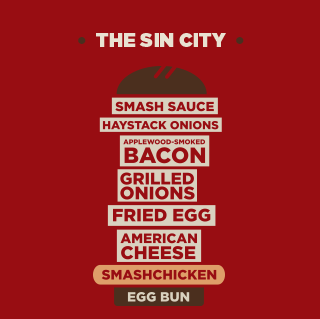 THE SIN CITY
SMASH SAUCE
HAYSTACK ONIONS
APPLEWOOD-SMOKED
BACON
GRILLED
ONIONS
FRIED EGG
AMERICAN
CHEESE
SMASHCHICKEN
EGG BUN